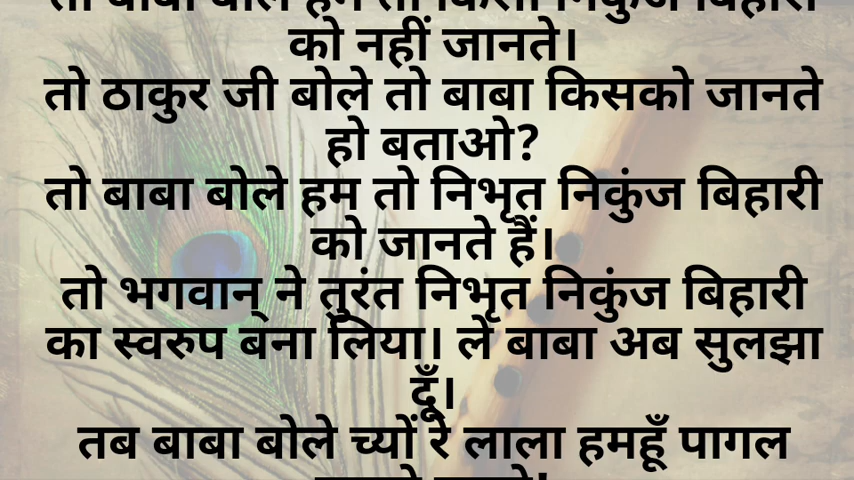 तो बाबा बोले हम तो किसी निकुंज बिहारी
को नहीं जानते।
तो ठाकुर जी बोले तो बाबा किसको जानते
हो बताओ?
तो बाबा बोले हम तो निभृत निकुंज बिहारी
को जानते हैं।
तो भगवान् ने तुरंत निभृत निकुंज बिहारी
का स्वरुप बना लिया। ले बाबा अब सुलझा
दूँ।
तब बाबा बोले च्यों रे लाला हमहूँ पागल